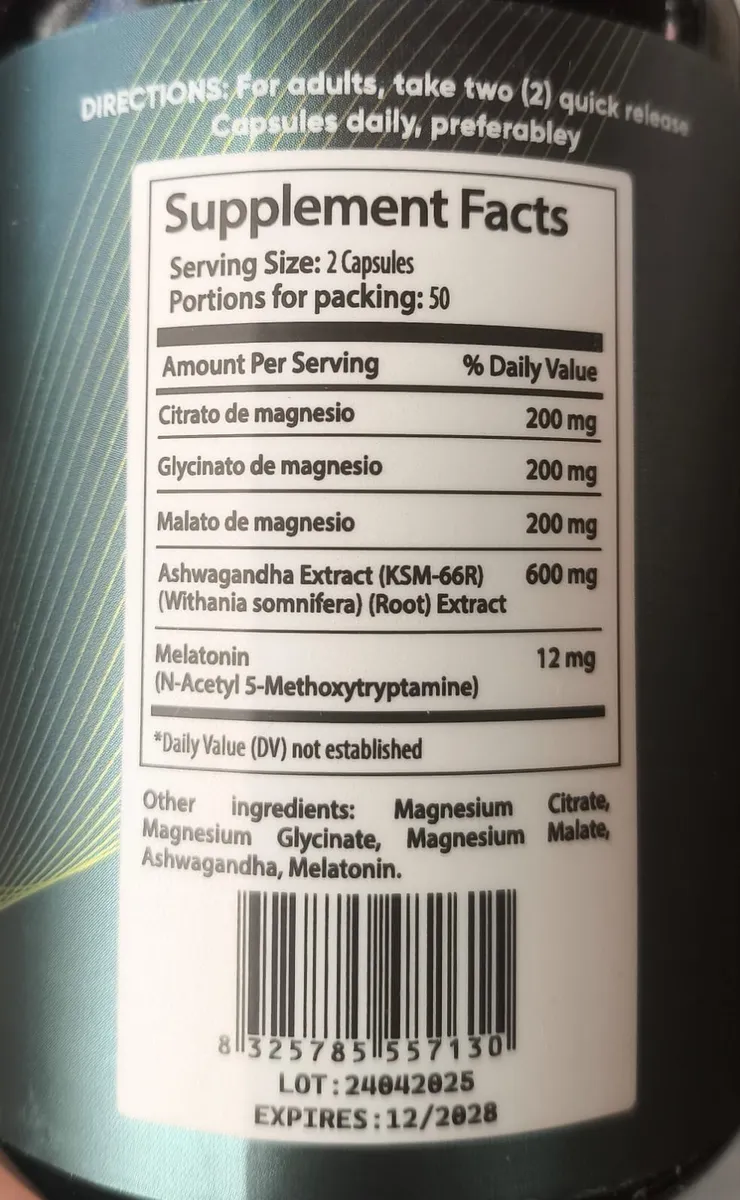 DIRECTIONS: For adults, take two (2) quick release
Capsules daily, preferabley
Supplement Facts
Serving Size: 2 Capsules
Portions for packing: 50
Amount Per Serving % Daily Value
Citrato de magnesio 200 mg
Glycinato de magnesio 200 mg
Malato de magnesio 200 mg
Ashwagandha Extract (KSM-66R) 600 mg
(Withania somnifera) (Root) Extract
Melatonin 12 mg
(N-Acetyl 5-Methoxytryptamine)
*Daily Value (DV) not established
Other ingredients: Magnesium Citrate,
Magnesium Glycinate, Magnesium Malate,
Ashwagandha, Melatonin.
8 325785 557130
LOT:24042025
EXPIRES:12/2028